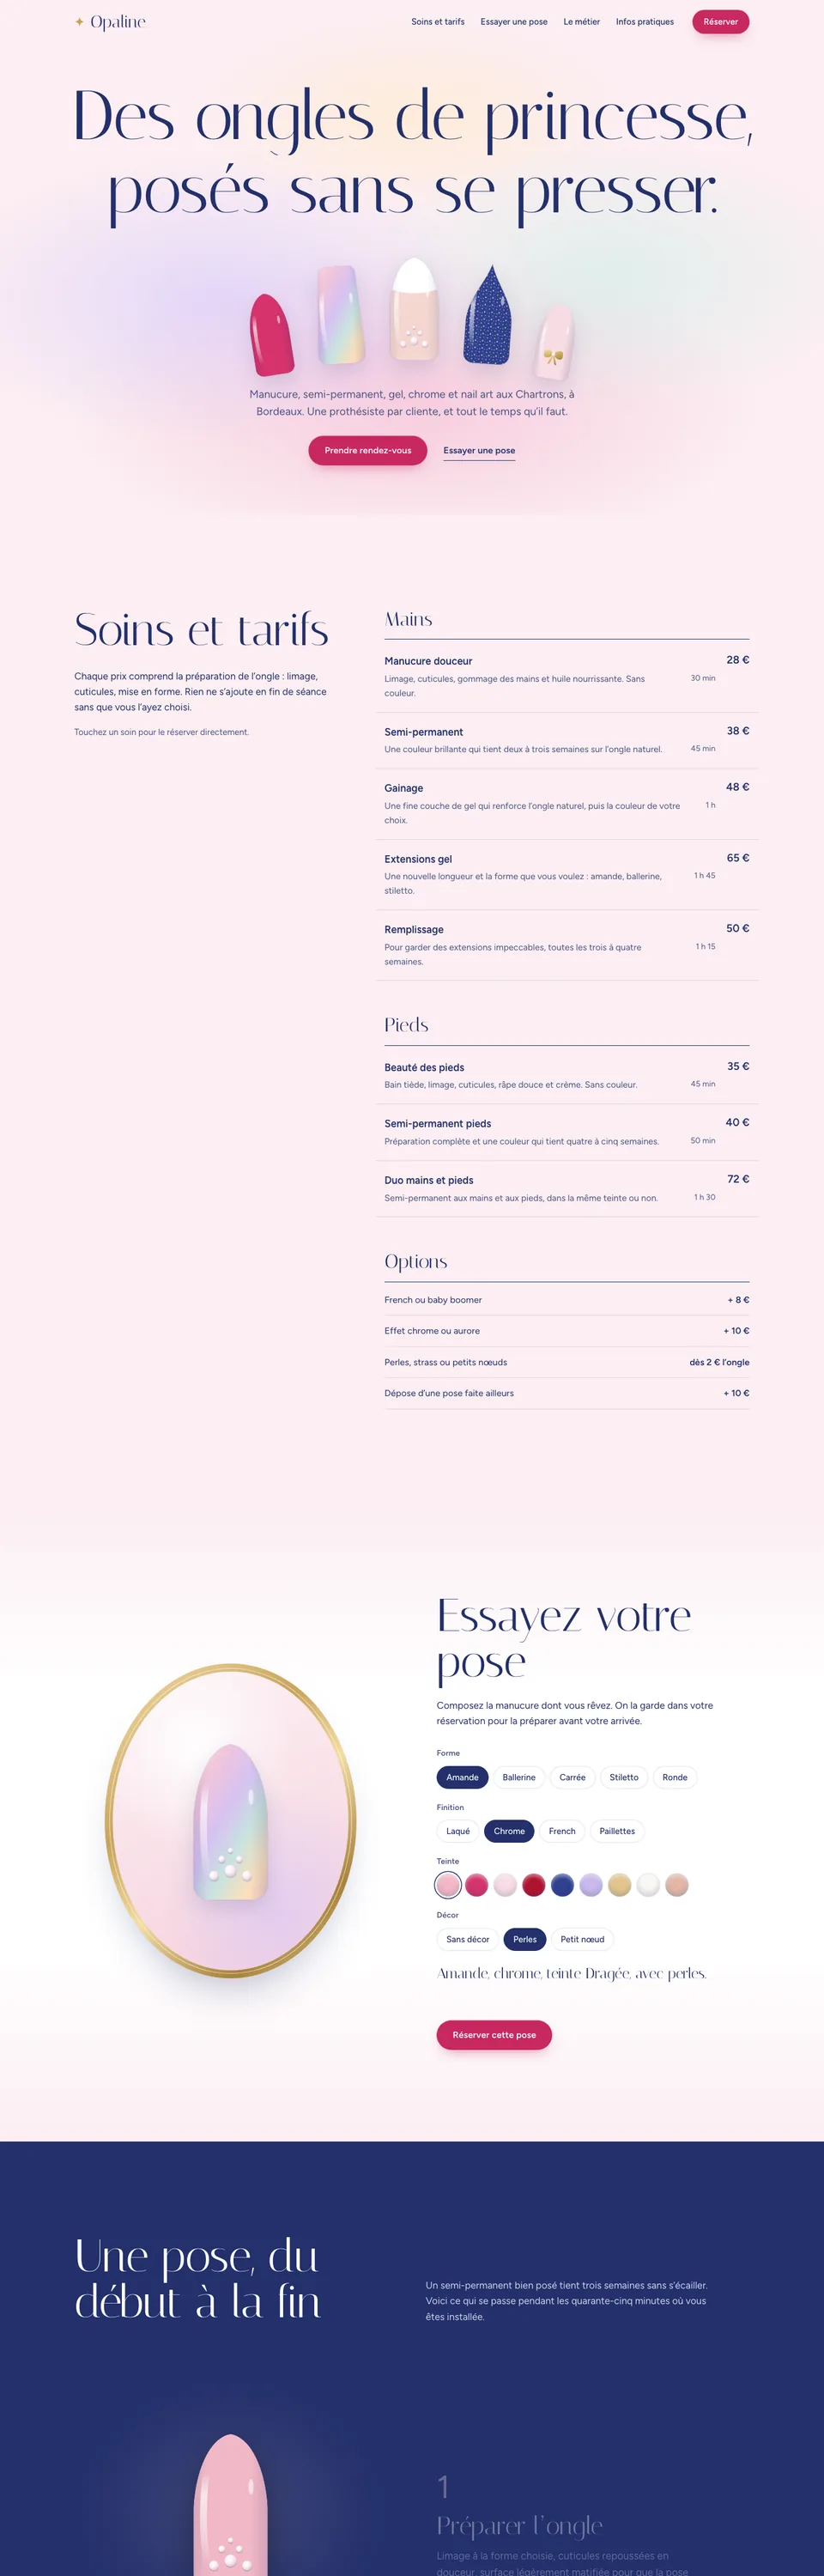 Opaline
Soins et tarifs
Essayer une pose
Le métier
Infos pratiques
Réserver
Des ongles de princesse,
posés sans se presser.
Manucure, semi-permanent, gel, chrome et nail art aux Chartrons, à
Bordeaux. Une prothésiste par cliente, et tout le temps qu’il faut.
Prendre rendez-vous
Essayer une pose
Soins et tarifs
Chaque prix comprend la préparation de l’ongle : limage,
cuticules, mise en forme. Rien ne s’ajoute en fin de séance
sans que vous l’ayez choisi.
Touchez un soin pour le réserver directement.
Mains
Manucure douceur
28 €
Limage, cuticules, gommage des mains et huile nourrissante. Sans
couleur.
30 min
Semi-permanent
38 €
Une couleur brillante qui tient deux à trois semaines sur l’ongle naturel.
45 min
Gainage
48 €
Une fine couche de gel qui renforce l’ongle naturel, puis la couleur de votre
choix.
1 h
Extensions gel
65 €
Une nouvelle longueur et la forme que vous voulez : amande, ballerine,
stiletto.
1 h 45
Remplissage
50 €
Pour garder des extensions impeccables, toutes les trois à quatre
semaines.
1 h 15
Pieds
Beauté des pieds
35 €
Bain tiède, limage, cuticules, râpe douce et crème. Sans couleur.
45 min
Semi-permanent pieds
40 €
Préparation complète et une couleur qui tient quatre à cinq semaines.
50 min
Duo mains et pieds
72 €
Semi-permanent aux mains et aux pieds, dans la même teinte ou non.
1 h 30
Options
French ou baby boomer
+ 8 €
Effet chrome ou aurore
+ 10 €
Perles, strass ou petits nœuds
dès 2 € l’ongle
Dépose d’une pose faite ailleurs
+ 10 €
Essayez votre
pose
Composez la manucure dont vous rêvez. On la garde dans votre
réservation pour la préparer avant votre arrivée.
Forme
Amande
Ballerine
Carrée
Stiletto
Ronde
Finition
Laqué
Chrome
French
Paillettes
Teinte
Décor
Sans décor
Perles
Petit nœud
Amande, chrome, teinte Dragée, avec perles.
Réserver cette pose
Une pose, du
début à la fin
Un semi-permanent bien posé tient trois semaines sans s’écailler.
Voici ce qui se passe pendant les quarante-cinq minutes où vous
êtes installée.
1
Préparer l’ongle
Limage à la forme choisie, cuticules repoussées en
douceur, surface légèrement matifiée pour que la pose